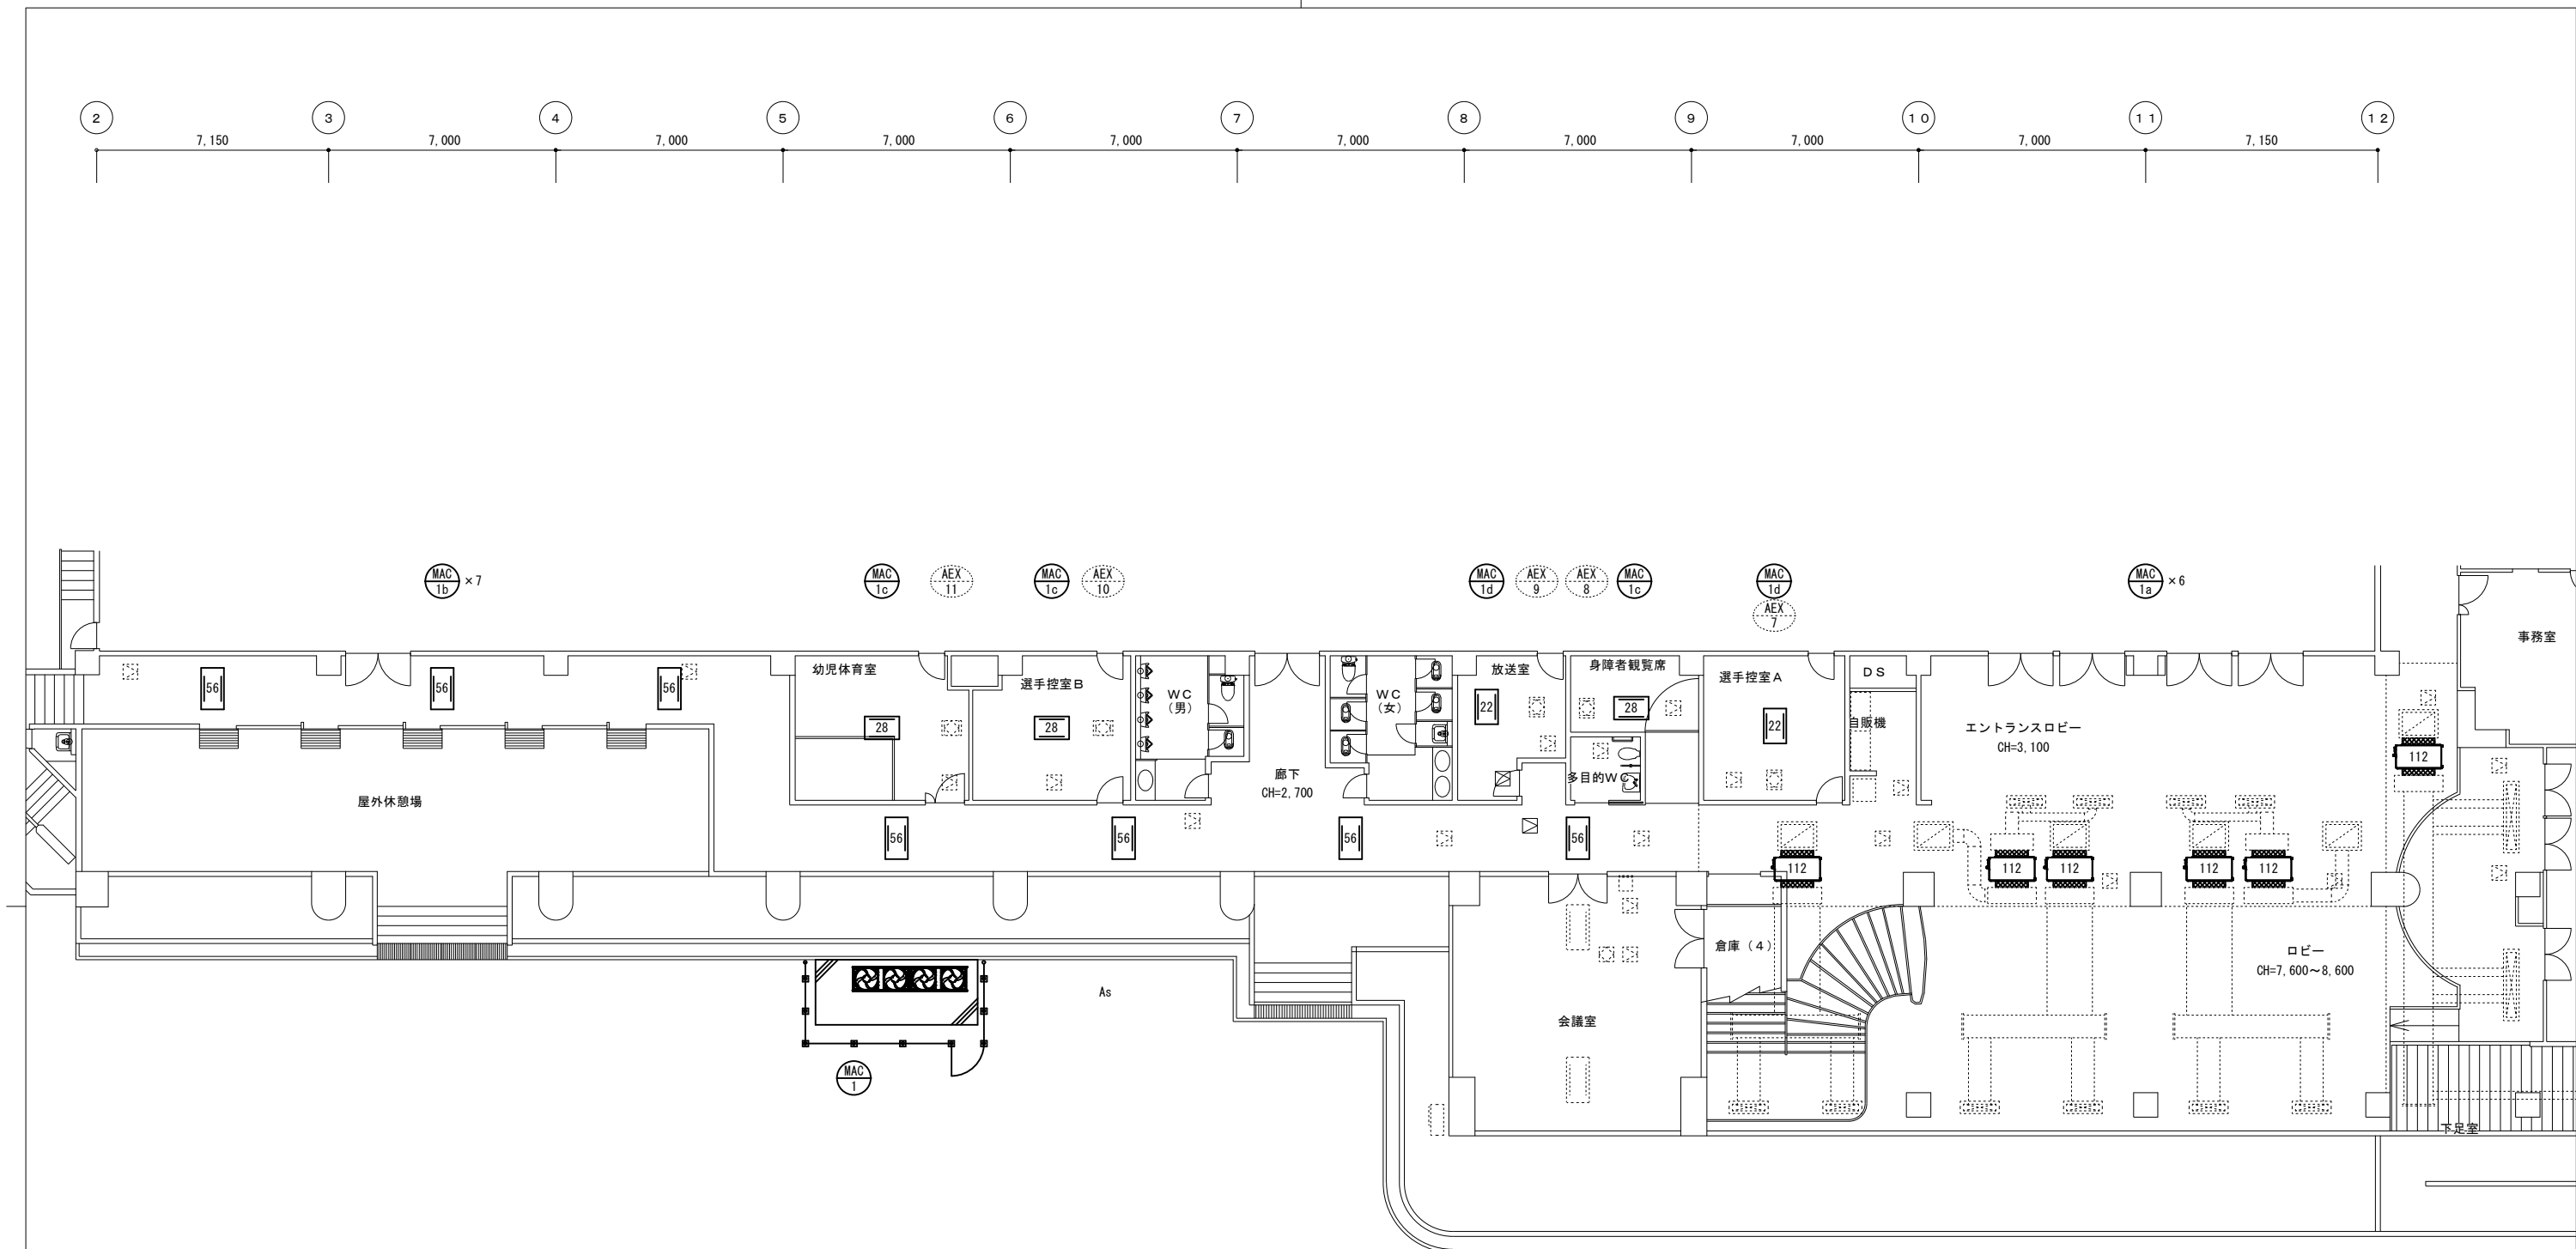 2 3 4 5 6 7 8 9 10 11 12
7,150 7,000 7,000 7,000 7,000 7,000 7,000 7,000 7,000 7,150
MAC 1b ×7
MAC 1c
AEX 11
MAC 1c
AEX 10
MAC 1d
AEX 9
AEX 8
MAC 1c
MAC 1d
AEX 7
MAC 1a ×6
事務室
56
56
56
幼児体育室
28
選手控室B
28
WC
(男)
WC
(女)
放送室
22
身障者観覧席
28
選手控室A
22
DS
自販機
エントランスロビー
CH=3,100
112
屋外休憩場
廊下
CH=2,700
多目的WC
56
56
56
56
112
112
112
112
112
倉庫(4)
ロビー
CH=7,600~8,600
As
会議室
MAC 1
下足室